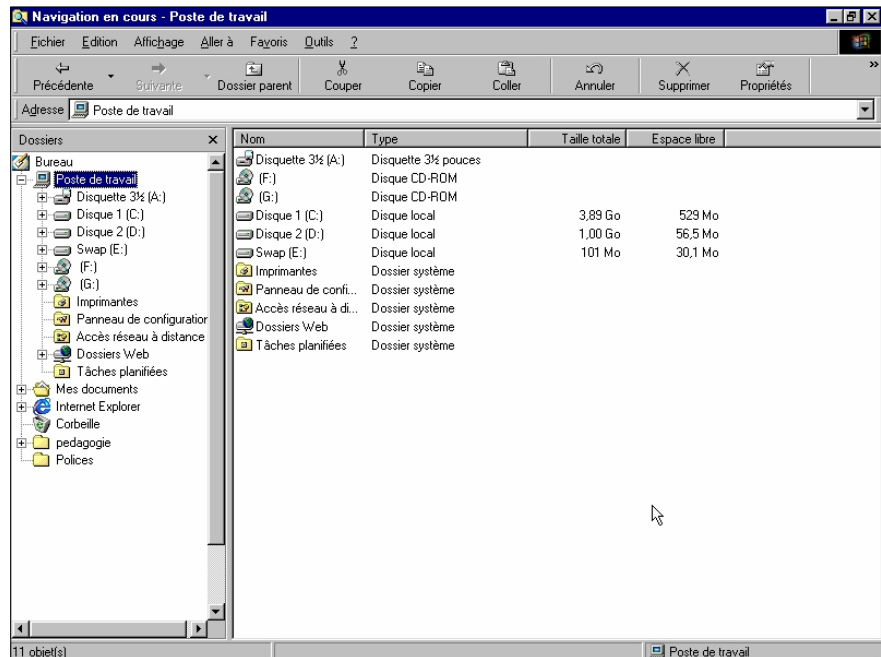 Navigation en cours - Poste de travail
Fichier Edition Affichage Aller à Favoris Outils ?
Précédente Suivante Dossier parent Couper Copier Coller Annuler Supprimer Propriétés »
Adresse Poste de travail
Dossiers
Bureau
Poste de travail
Disquette 3½ (A:)
Disque 1 (C:)
Disque 2 (D:)
Swap (E:)
(F:)
(G:)
Imprimantes
Panneau de configuration
Accès réseau à distance
Dossiers Web
Tâches planifiées
Mes documents
Internet Explorer
Corbeille
pedagogie
Polices
Nom Type Taille totale Espace libre
Disquette 3½ (A:) Disquette 3½ pouces
(F:) Disque CD-ROM
(G:) Disque CD-ROM
Disque 1 (C:) Disque local 3,89 Go 529 Mo
Disque 2 (D:) Disque local 1,00 Go 56,5 Mo
Swap (E:) Disque local 101 Mo 30,1 Mo
Imprimantes Dossier système
Panneau de confi... Dossier système
Accès réseau à di... Dossier système
Dossiers Web Dossier système
Tâches planifiées Dossier système
11 objet(s) Poste de travail